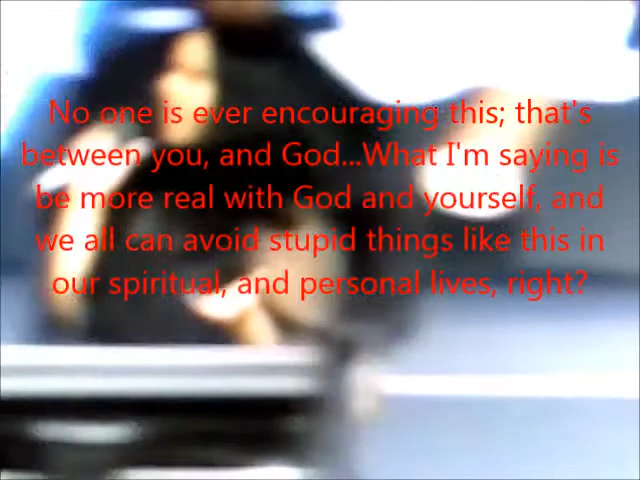 No one is ever encouraging this; that's
between you, and God...What I'm saying is
be more real with God and yourself, and
we all can avoid stupid things like this in
our spiritual, and personal lives, right?